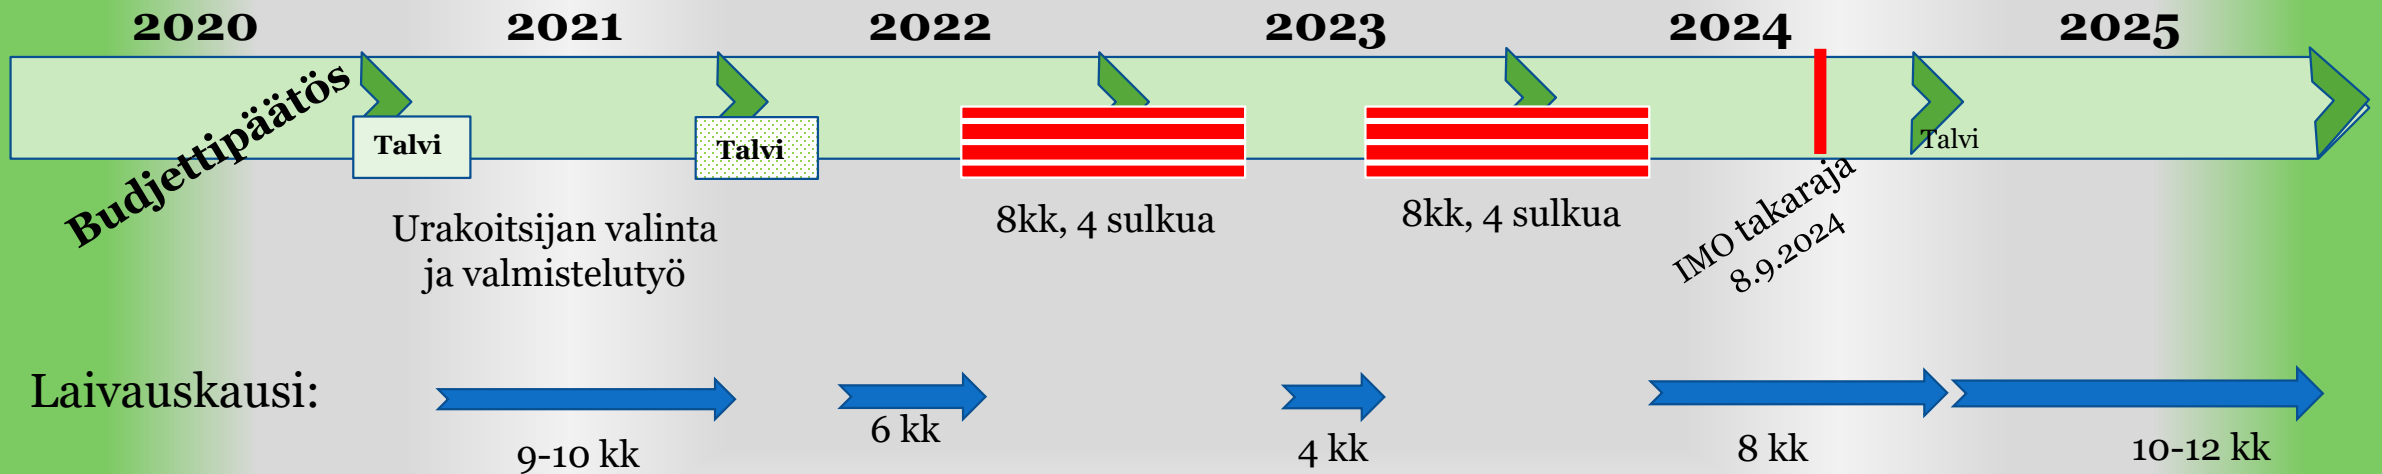 2020
2021
2022
2023
2024
2025
Budjettipäätös
Talvi
Talvi
Talvi
Urakoitsijan valinta
ja valmistelutyö
8kk, 4 sulkua
8kk, 4 sulkua
IMO takaraja
8.9.2024
Laivauskausi:
9-10 kk
6 kk
4 kk
8 kk
10-12 kk